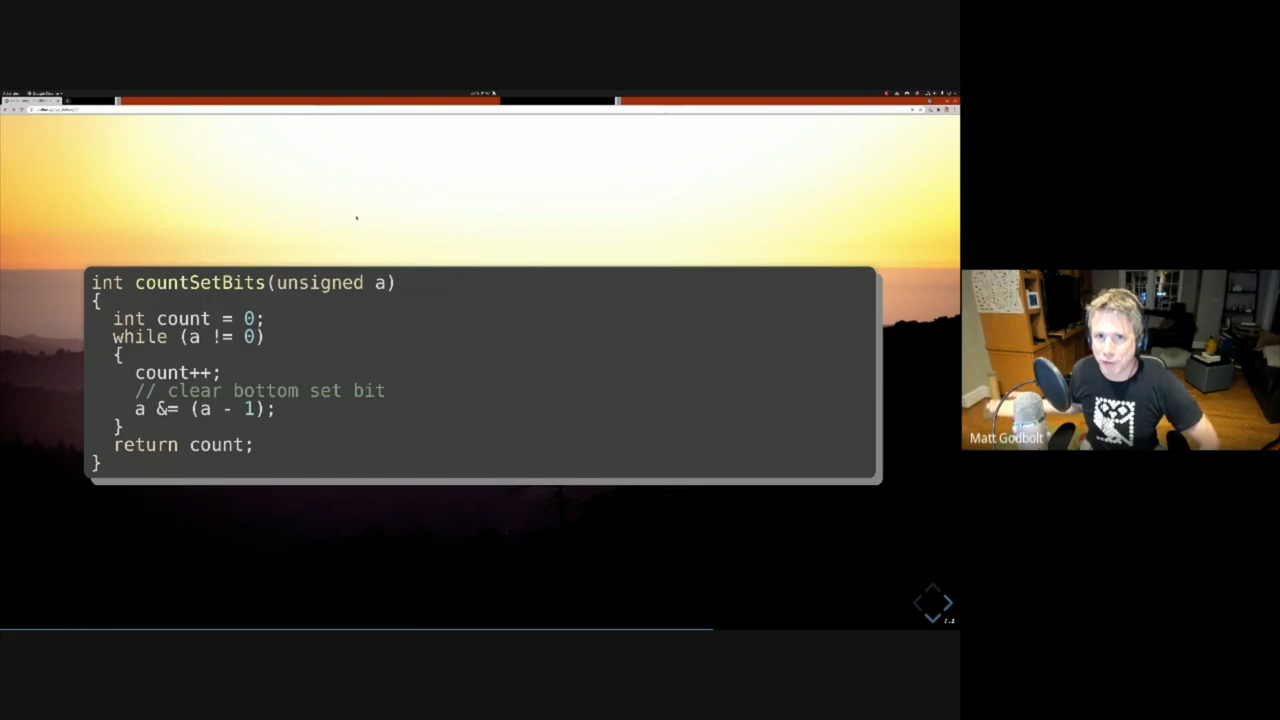 int countSetBits(unsigned a)
{
int count = 0;
while (a != 0)
{
count++;
// clear bottom set bit
a &= (a - 1);
}
return count;
}
Matt Godbolt